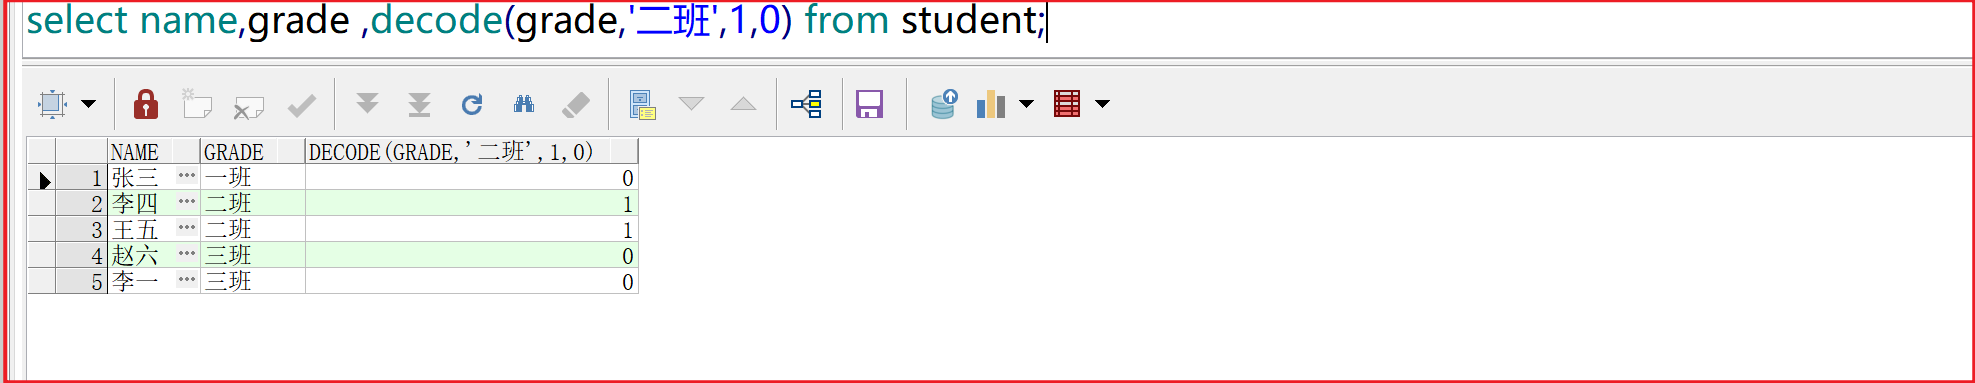 select name,grade ,decode(grade,'二班',1,0) from student;
NAME GRADE DECODE(GRADE,'二班',1,0)
1 张三 ··· 一班 0
2 李四 ··· 二班 1
3 王五 ··· 二班 1
4 赵六 ··· 三班 0
5 李一 ··· 三班 0